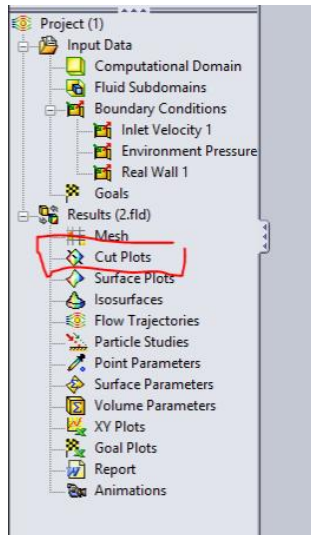 Project (1)
Input Data
Computational Domain
Fluid Subdomains
Boundary Conditions
Inlet Velocity 1
Environment Pressure
Real Wall 1
Goals
Results (2.fld)
Mesh
Cut Plots
Surface Plots
Isosurfaces
Flow Trajectories
Particle Studies
Point Parameters
Surface Parameters
Volume Parameters
XY Plots
Goal Plots
Report
Animations